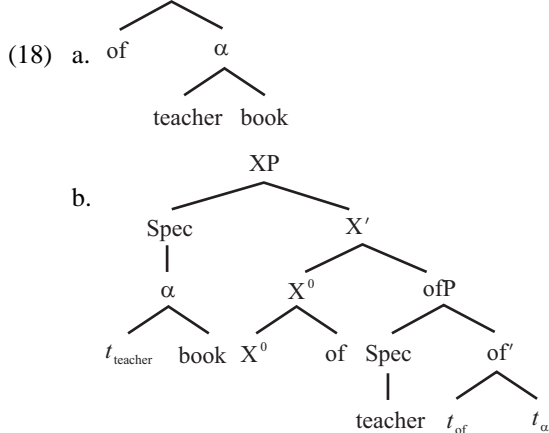 (18) a. of α
teacher book
XP
b.
Spec X′
α X⁰ ofP
t_teacher book X⁰ of Spec of'
teacher t_of t_α